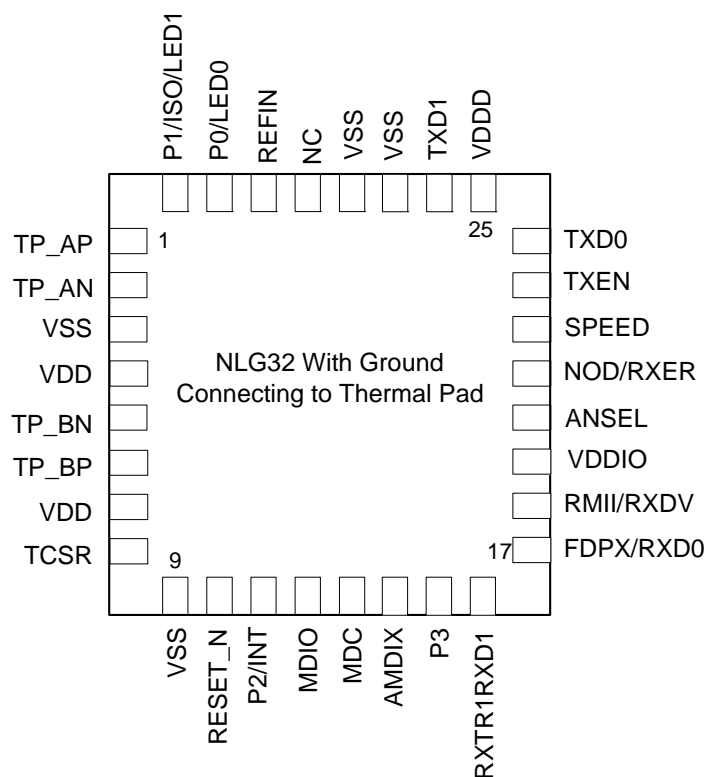 P1/ISO/LED1
P0/LED0
REFIN
NC
VSS
VSS
TXD1
VDDD
1
25
TP_AP
TP_AN
VSS
VDD
TP_BN
TP_BP
VDD
TCSR
NLG32 With Ground
Connecting to Thermal Pad
TXD0
TXEN
SPEED
NOD/RXER
ANSEL
VDDIO
RMII/RXDV
FDPX/RXD0
9
17
VSS
RESET_N
P2/INT
MDIO
MDC
AMDIX
P3
RXTR1RXD1